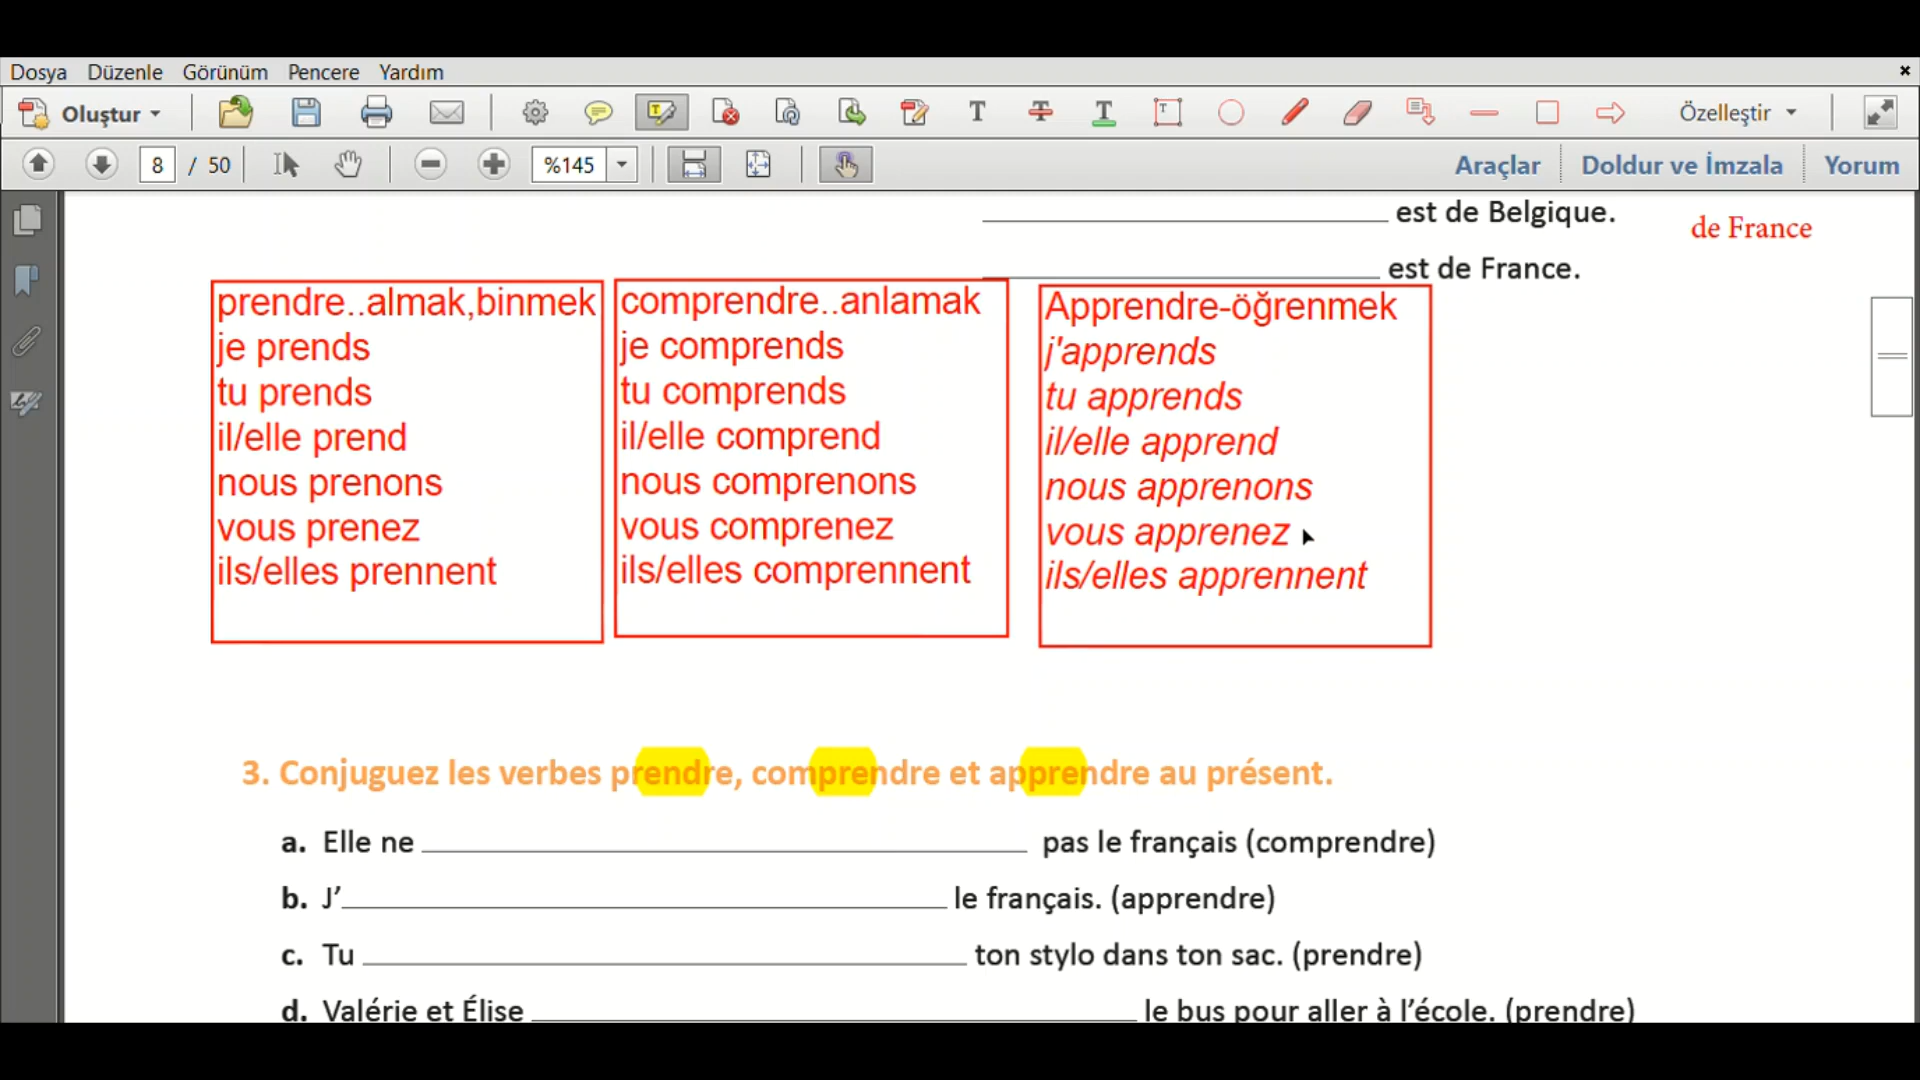 Dosya Düzenle Görünüm Pencere Yardım
Oluştur Özelleştir
8 / 50 %145 Araçlar Doldur ve İmzala Yorum
est de Belgique.
de France
est de France.
prendre..almak,binmek
je prends
tu prends
il/elle prend
nous prenons
vous prenez
ils/elles prennent
comprendre..anlamak
je comprends
tu comprends
il/elle comprend
nous comprenons
vous comprenez
ils/elles comprennent
Apprendre-öğrenmek
j'apprends
tu apprends
il/elle apprend
nous apprenons
vous apprenez
ils/elles apprennent
3. Conjuguez les verbes prendre, comprendre et apprendre au présent.
a. Elle ne ____ pas le français (comprendre)
b. J’____ le français. (apprendre)
c. Tu ____ ton stylo dans ton sac. (prendre)
d. Valérie et Élise ____ le bus pour aller à l’école. (prendre)